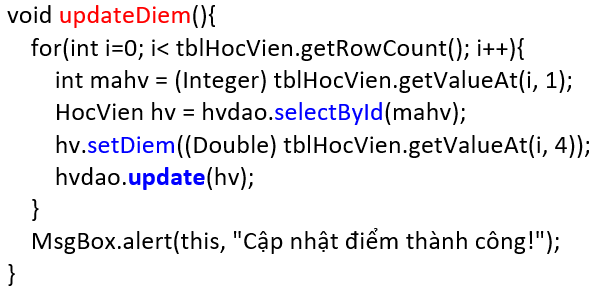 void updateDiem(){
for(int i=0; i< tblHocVien.getRowCount(); i++){
int mahv = (Integer) tblHocVien.getValueAt(i, 1);
HocVien hv = hvdao.selectById(mahv);
hv.setDiem((Double) tblHocVien.getValueAt(i, 4));
hvdao.update(hv);
}
MsgBox.alert(this, "Cập nhật điểm thành công!");
}